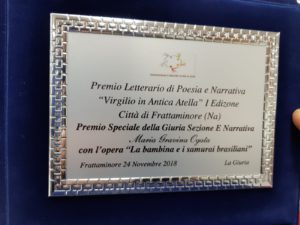 Premio Letterario di Poesia e Narrativa
"Virgilio in Antica Atella" I Edizone
Città di Frattaminore (Na)
Premio Speciale della Giuria Sezione E Narrativa
Maria Gravina Ogata
con l'opera "La bambina e i samurai brasiliani"
Frattaminore 24 Novembre 2018 La Giuria